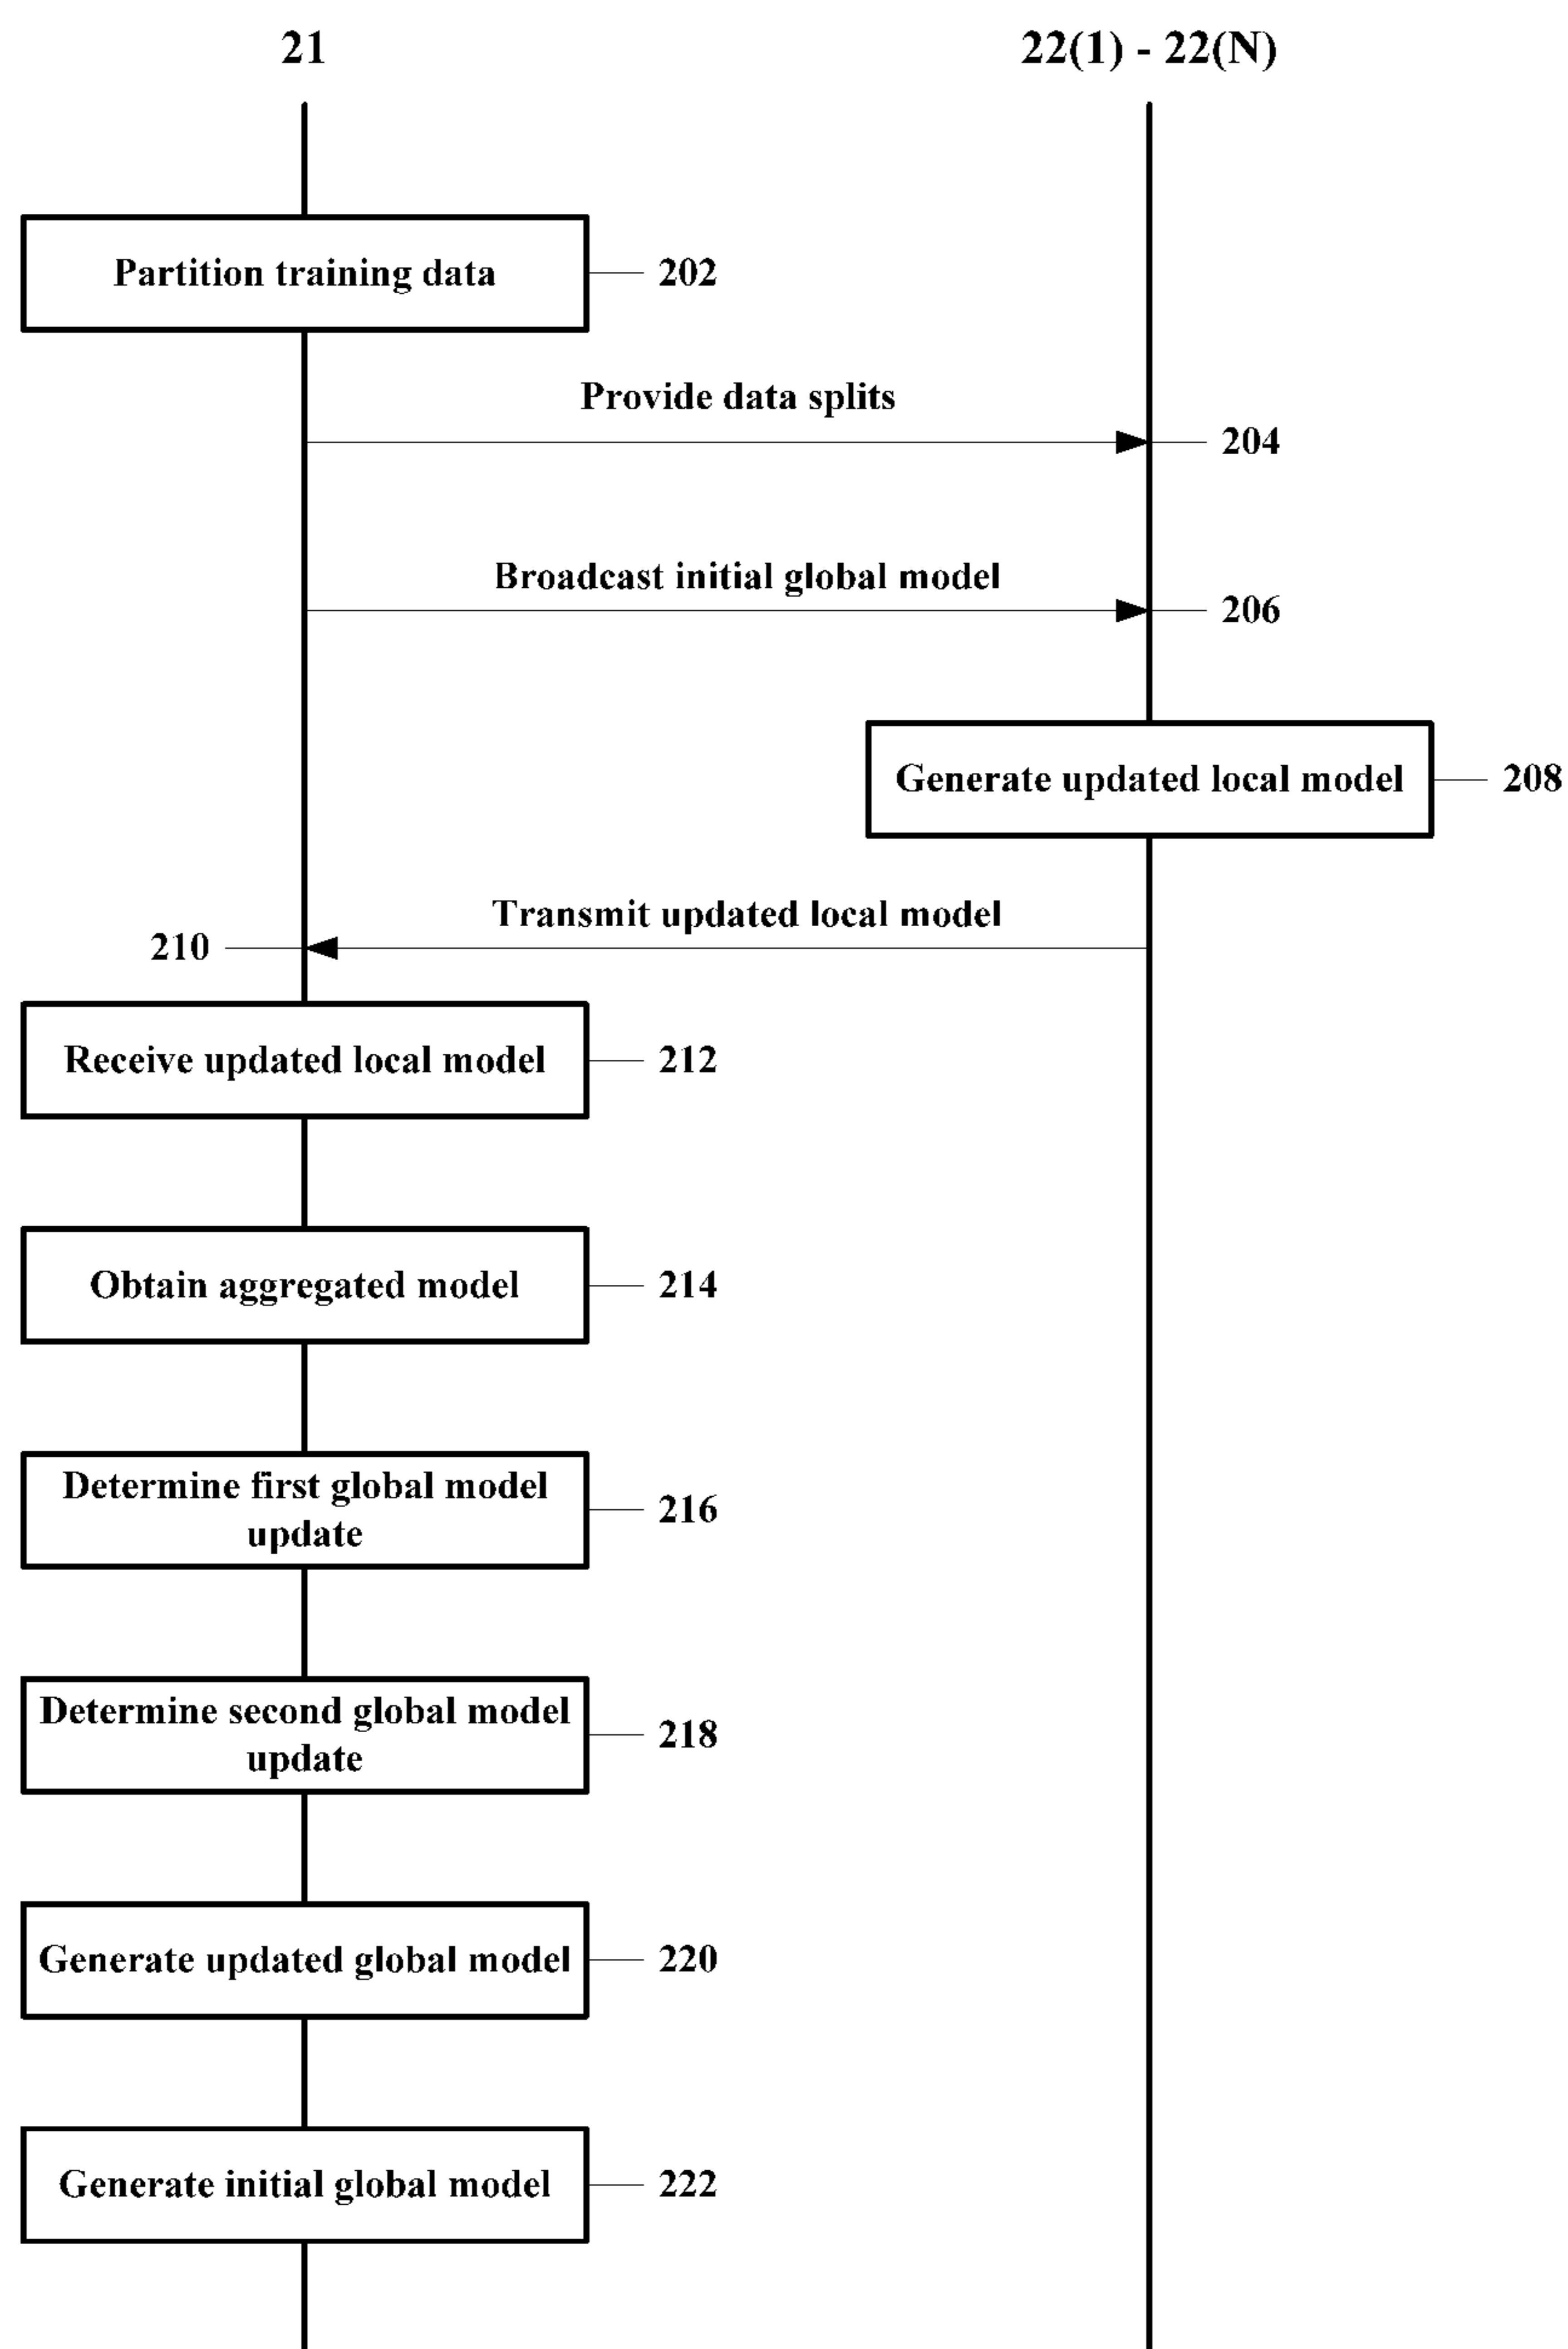 21
22(1) - 22(N)
Partition training data
202
Provide data splits
204
Broadcast initial global model
206
Generate updated local model
208
Transmit updated local model
210
Receive updated local model
212
Obtain aggregated model
214
Determine first global model
update
216
Determine second global model
update
218
Generate updated global model
220
Generate initial global model
222